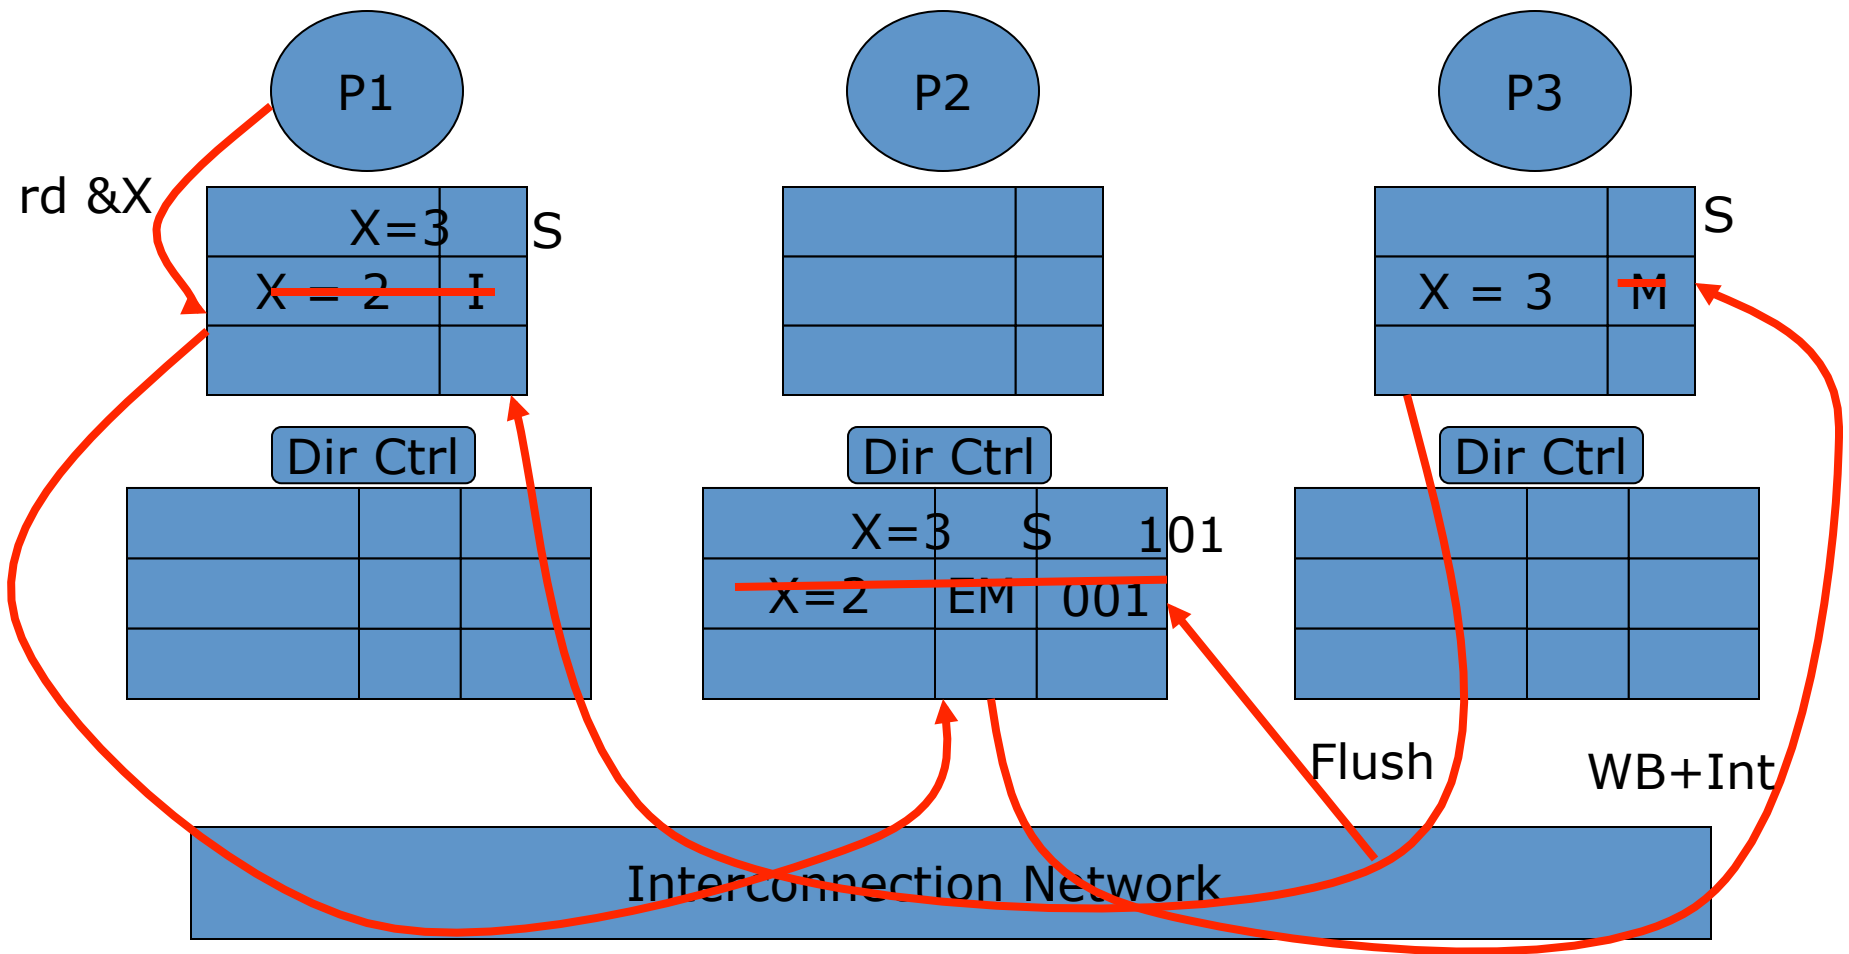 P1
P2
P3
rd &X
X=3
S
S
X = 2
I
X = 3
M
Dir Ctrl
Dir Ctrl
Dir Ctrl
X=3
S
101
X=2
EM
001
Flush
WB+Int
Interconnection Network